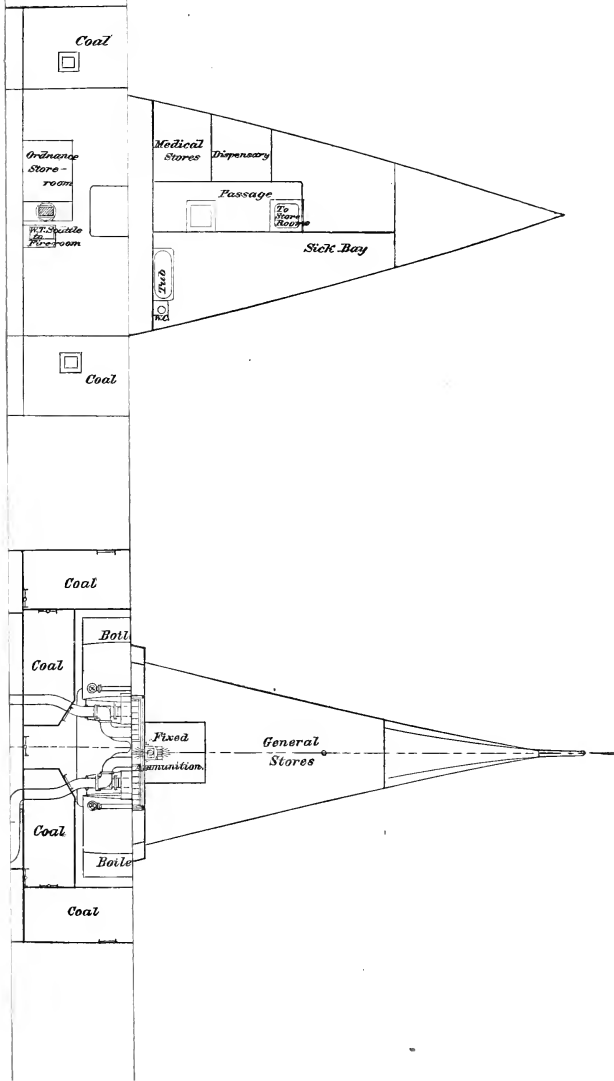 Coal
Ordnance
Store-
room
W.T. Scuttle
to
Fireroom
Medical
Stores
Dispensary
Passage
To
Store
Rooms
Sick Bay
Tub
W.C.
Coal
Coal
Boil
Coal
Fixed
Ammunition.
General
Stores
Coal
Boile
Coal